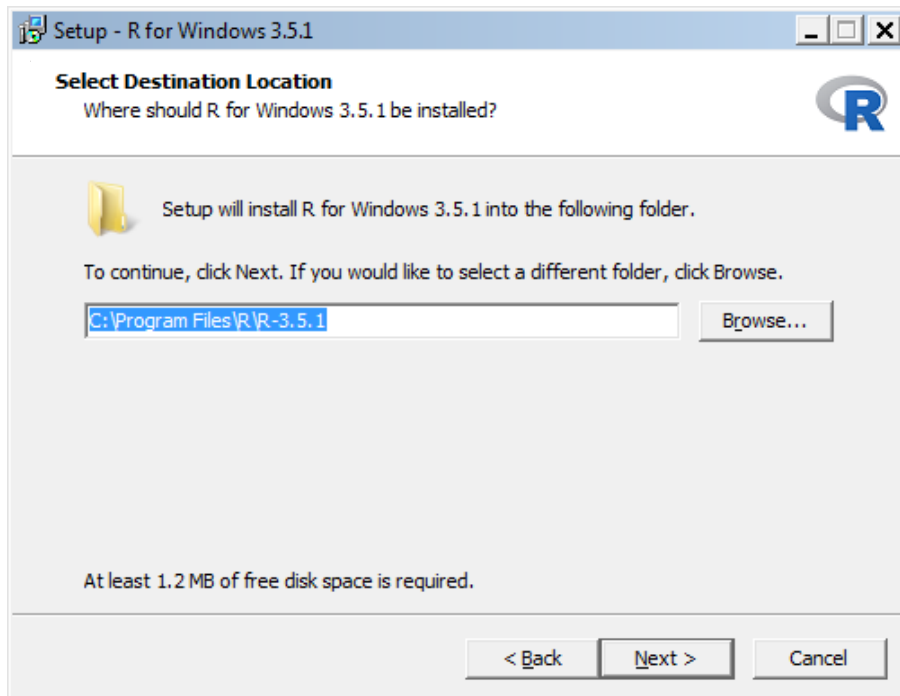 Setup - R for Windows 3.5.1
Select Destination Location
Where should R for Windows 3.5.1 be installed?
R
Setup will install R for Windows 3.5.1 into the following folder.
To continue, click Next. If you would like to select a different folder, click Browse.
C:\Program Files\R\R-3.5.1
Browse...
At least 1.2 MB of free disk space is required.
< Back
Next >
Cancel